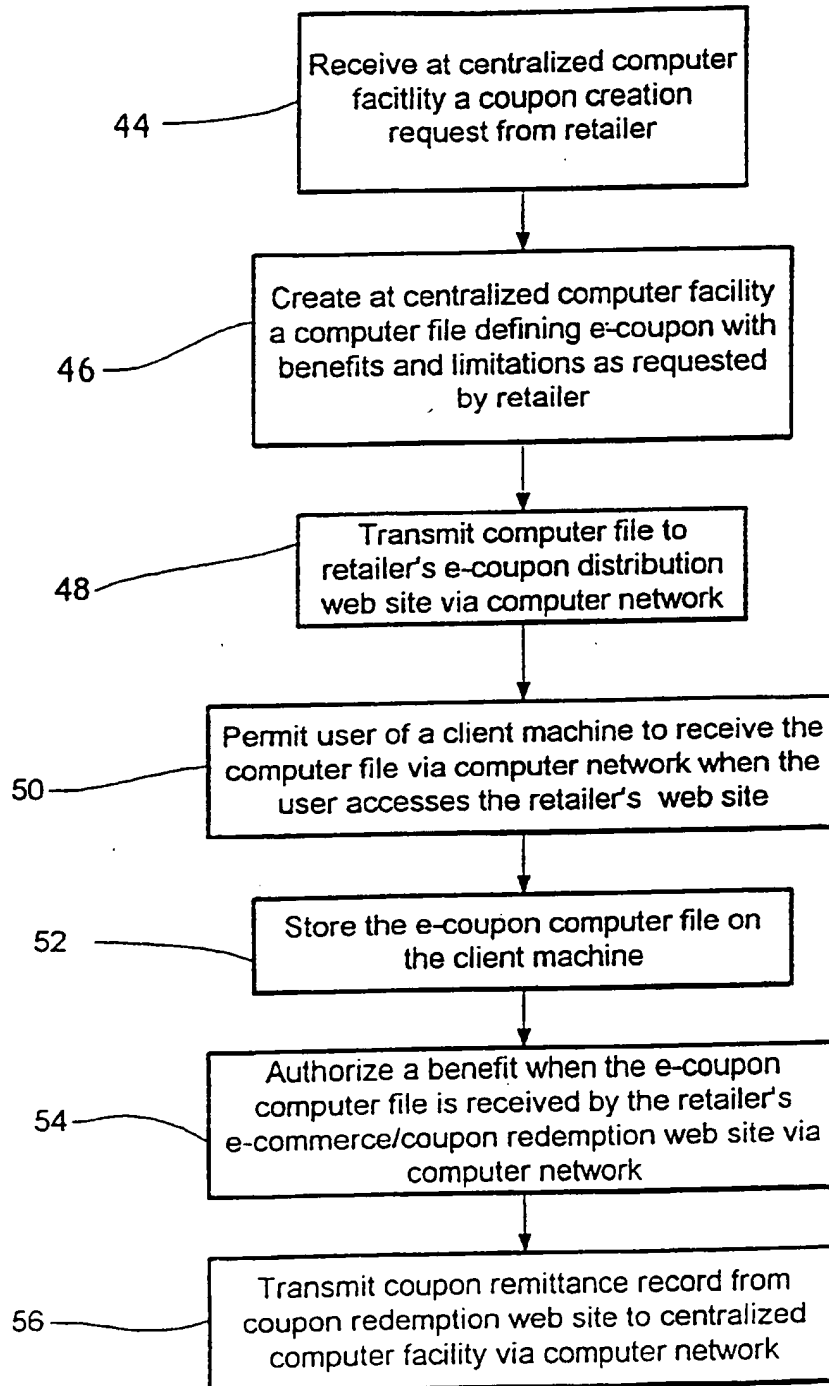 Receive at centralized computer
facitlity a coupon creation
request from retailer
44
Create at centralized computer facility
a computer file defining e-coupon with
benefits and limitations as requested
by retailer
46
Transmit computer file to
retailer's e-coupon distribution
web site via computer network
48
Permit user of a client machine to receive the
computer file via computer network when the
user accesses the retailer's web site
50
Store the e-coupon computer file on
the client machine
52
Authorize a benefit when the e-coupon
computer file is received by the retailer's
e-commerce/coupon redemption web site via
computer network
54
Transmit coupon remittance record from
coupon redemption web site to centralized
computer facility via computer network
56